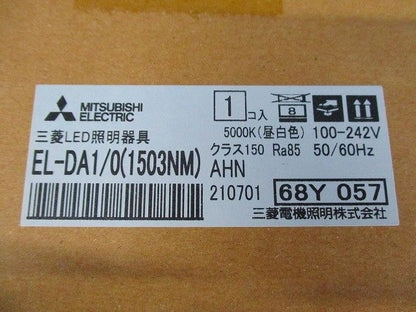 MITSUBISHI
ELECTRIC
1 コ入
8
三菱LED照明器具
5000K(昼白色) 100-242V
クラス150 Ra85 50/60Hz
EL-DA1/0(1503NM) AHN
210701 68Y 057
三菱電機照明株式会社